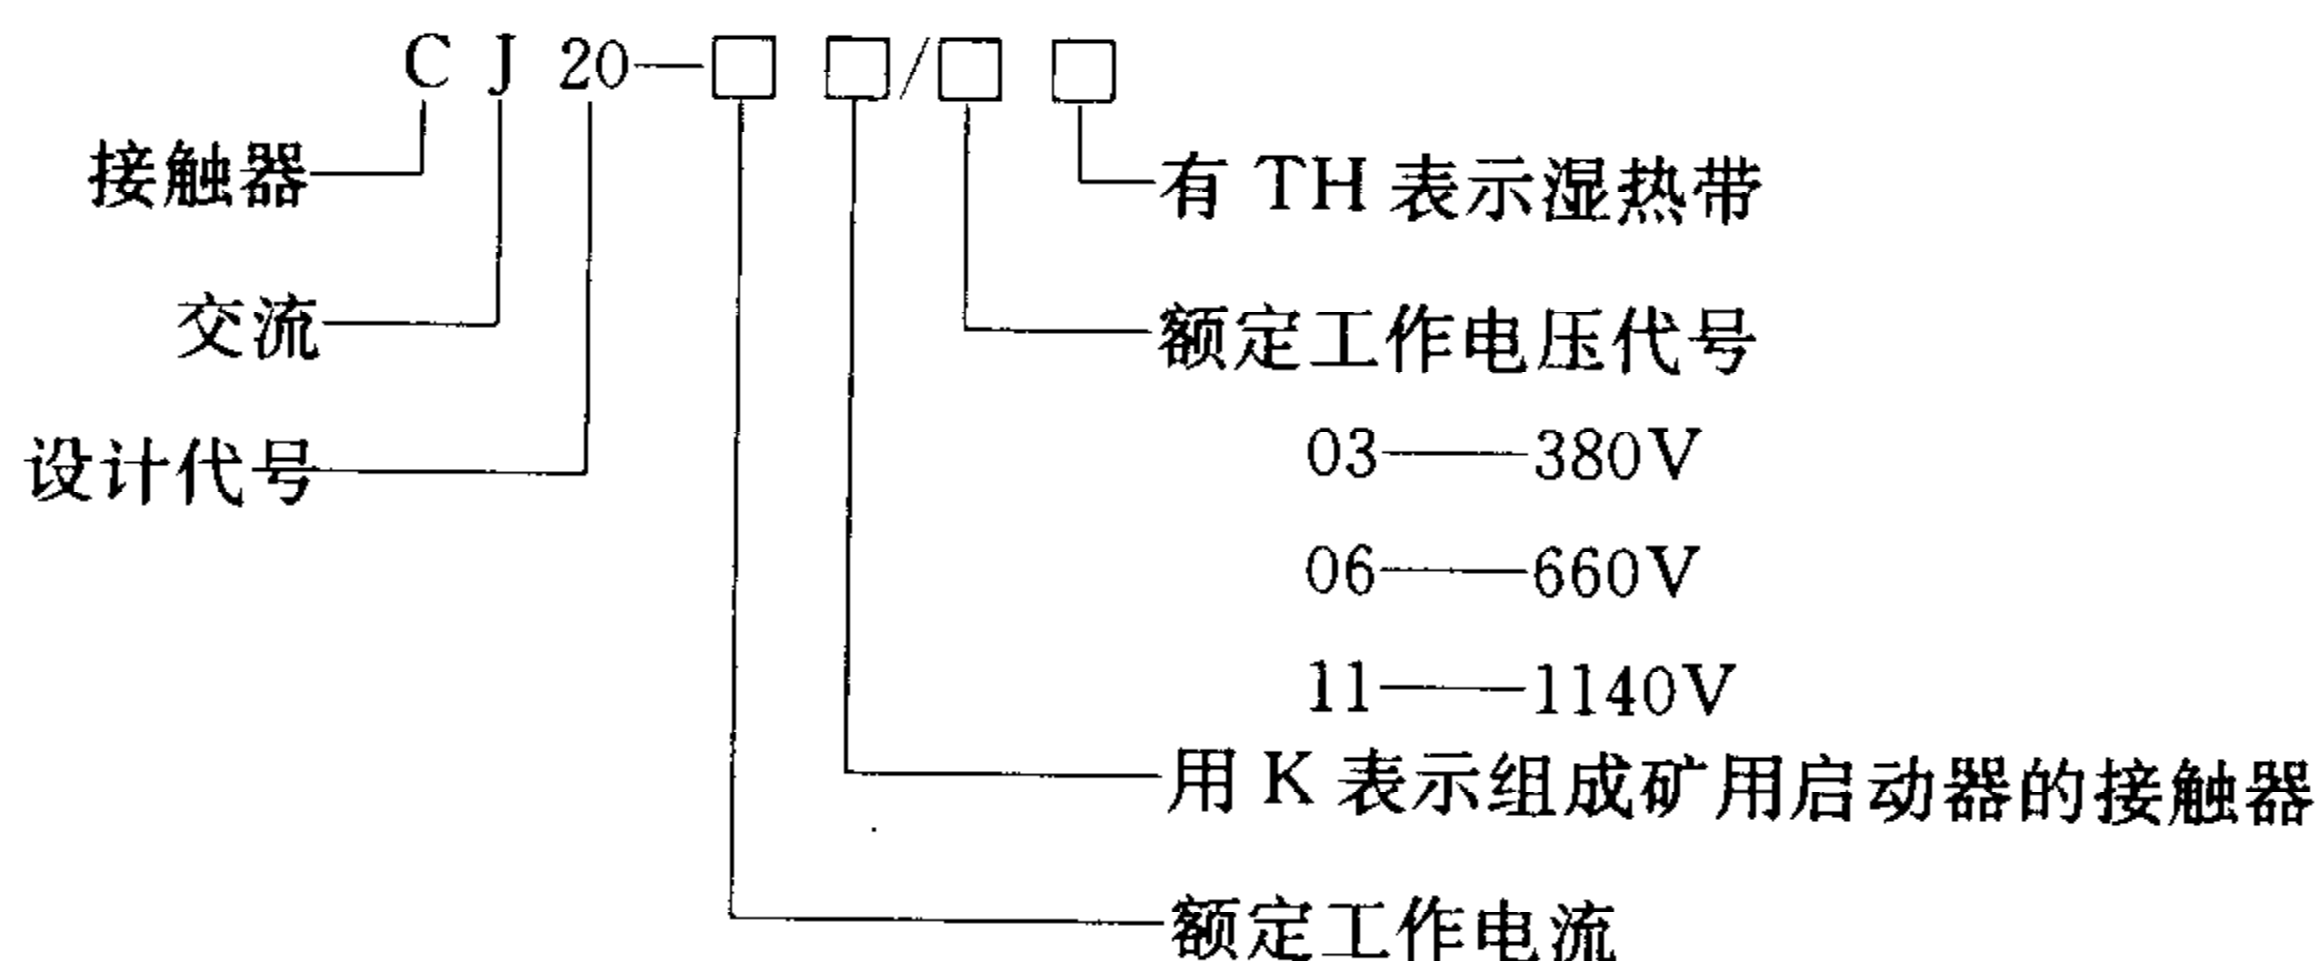 C J 20—□ □/□ □
接触器
有 TH 表示湿热带
交流
额定工作电压代号
设计代号
03——380V
06——660V
11——1140V
用 K 表示组成矿用启动器的接触器
额定工作电流